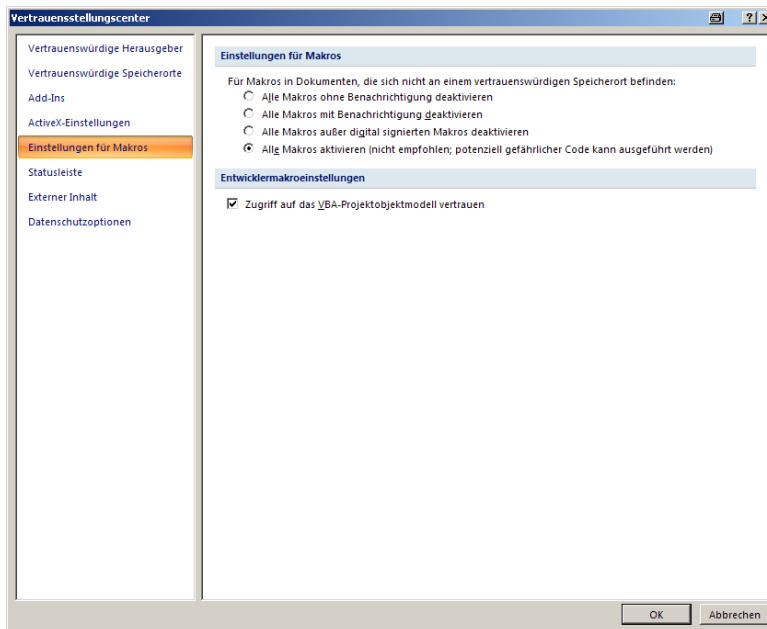 Vertrauensstellungscenter
Vertrauenswürdige Herausgeber
Vertrauenswürdige Speicherorte
Add-Ins
ActiveX-Einstellungen
Einstellungen für Makros
Statusleiste
Externer Inhalt
Datenschutzoptionen
Einstellungen für Makros
Für Makros in Dokumenten, die sich nicht an einem vertrauenswürdigen Speicherort befinden:
Alle Makros ohne Benachrichtigung deaktivieren
Alle Makros mit Benachrichtigung deaktivieren
Alle Makros außer digital signierten Makros deaktivieren
Alle Makros aktivieren (nicht empfohlen; potenziell gefährlicher Code kann ausgeführt werden)
Entwicklermakroeinstellungen
Zugriff auf das VBA-Projektobjektmodell vertrauen
OK
Abbrechen